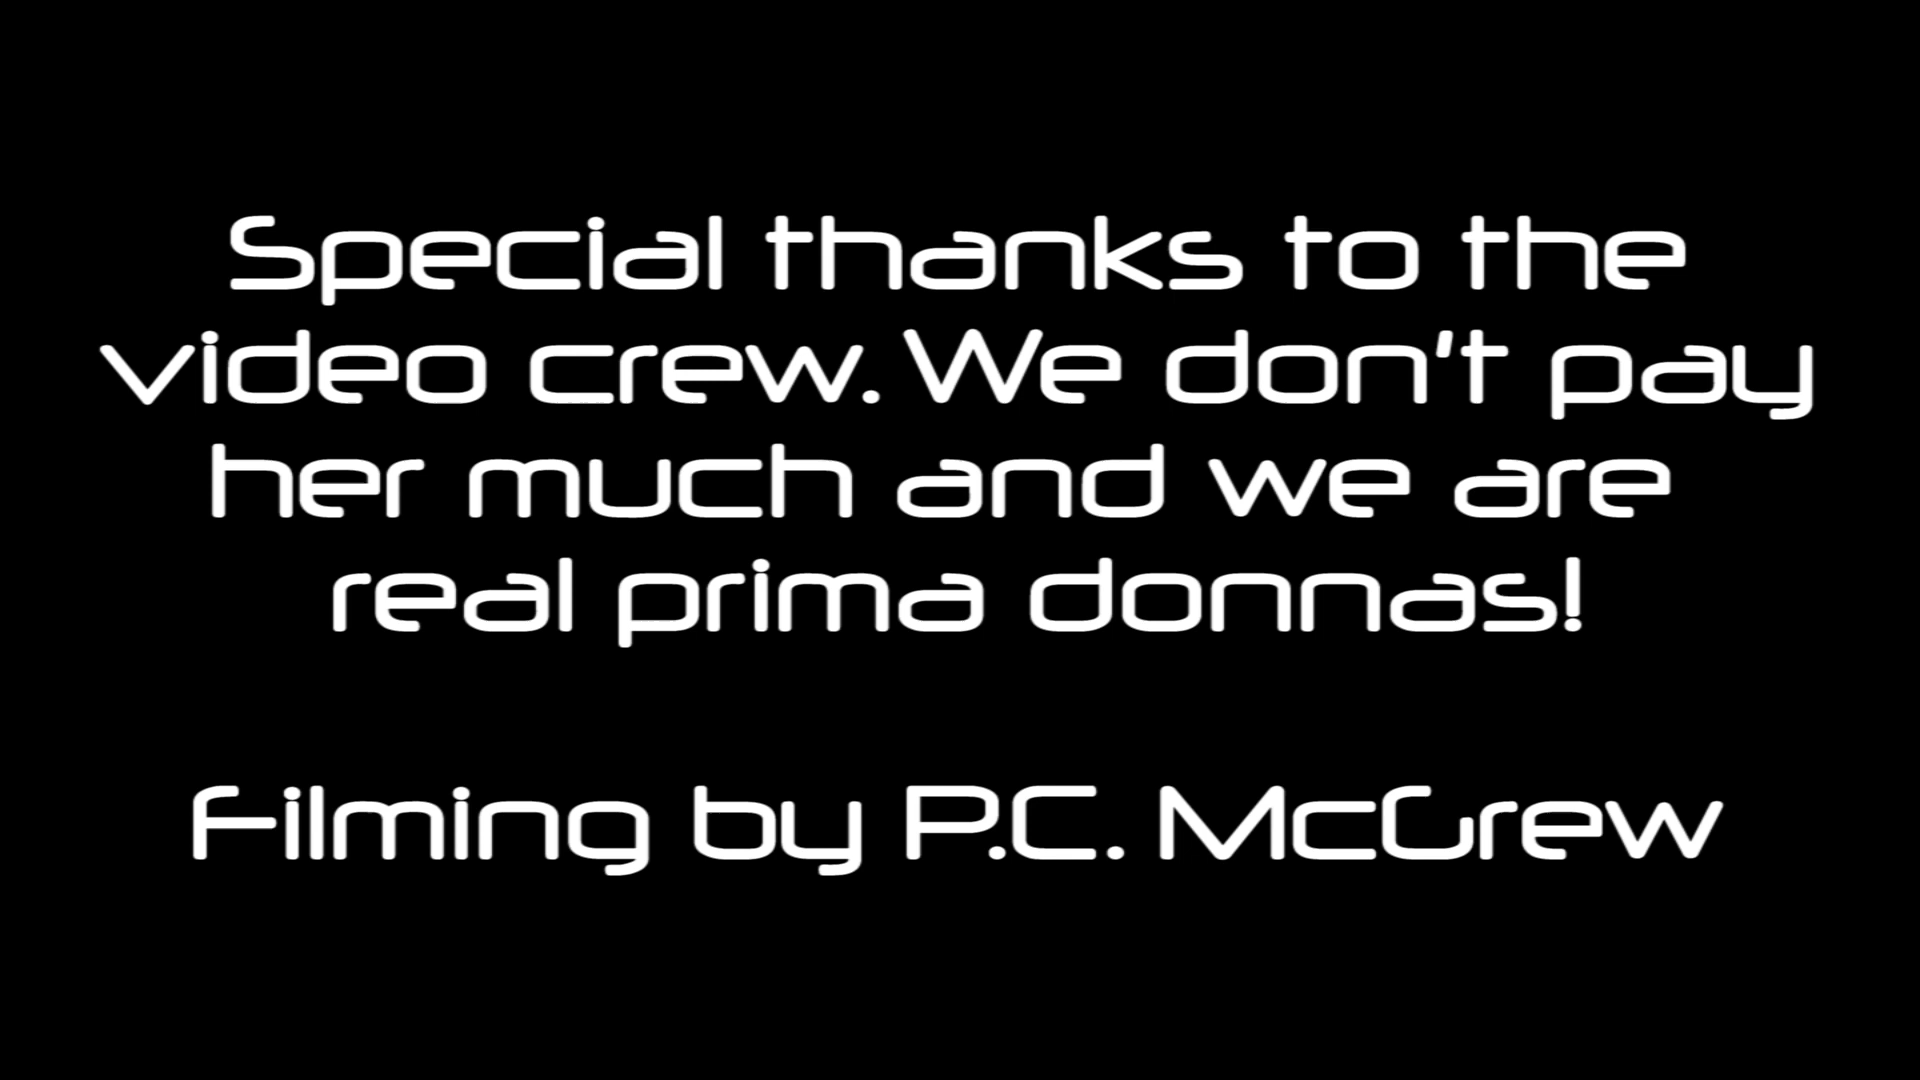 Special thanks to the
video crew. We don't pay
her much and we are
real prima donnas!
Filming by P.C. McGrew